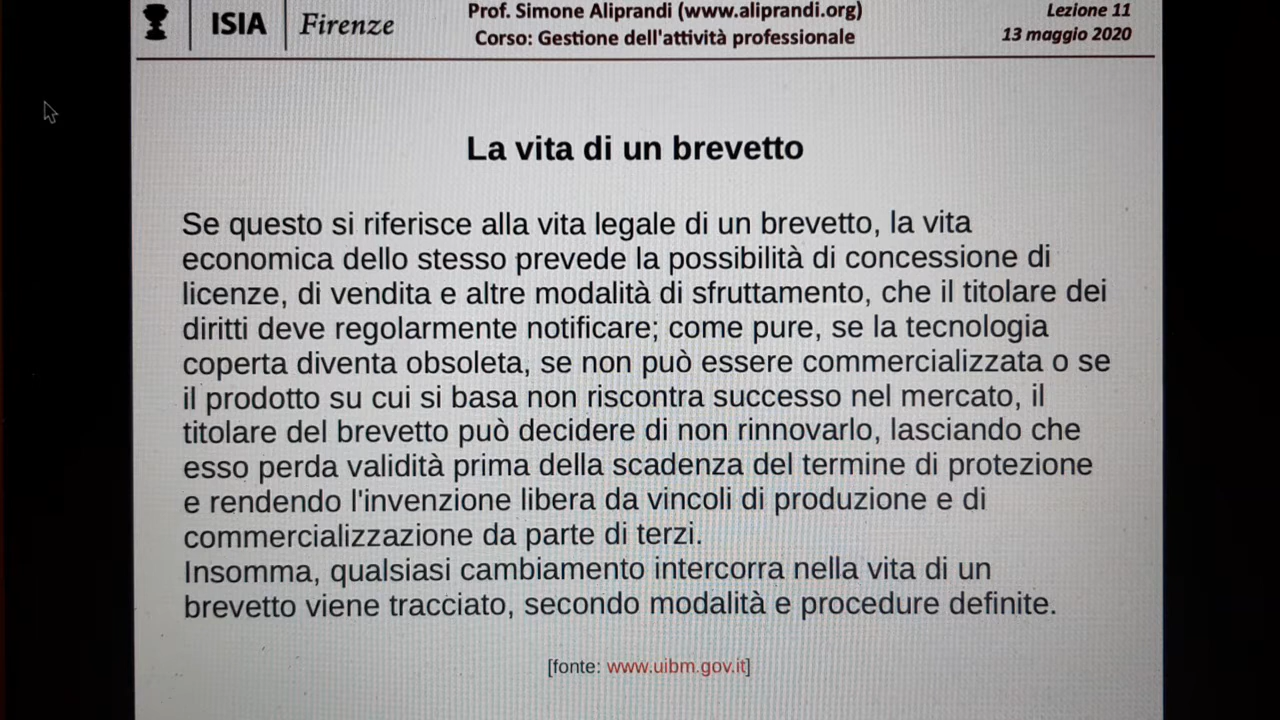 ISIA Firenze
Prof. Simone Aliprandi (www.aliprandi.org)
Corso: Gestione dell'attività professionale
Lezione 11
13 maggio 2020
La vita di un brevetto
Se questo si riferisce alla vita legale di un brevetto, la vita
economica dello stesso prevede la possibilità di concessione di
licenze, di vendita e altre modalità di sfruttamento, che il titolare dei
diritti deve regolarmente notificare; come pure, se la tecnologia
coperta diventa obsoleta, se non può essere commercializzata o se
il prodotto su cui si basa non riscontra successo nel mercato, il
titolare del brevetto può decidere di non rinnovarlo, lasciando che
esso perda validità prima della scadenza del termine di protezione
e rendendo l'invenzione libera da vincoli di produzione e di
commercializzazione da parte di terzi.
Insomma, qualsiasi cambiamento intercorra nella vita di un
brevetto viene tracciato, secondo modalità e procedure definite.
[fonte: www.uibm.gov.it]